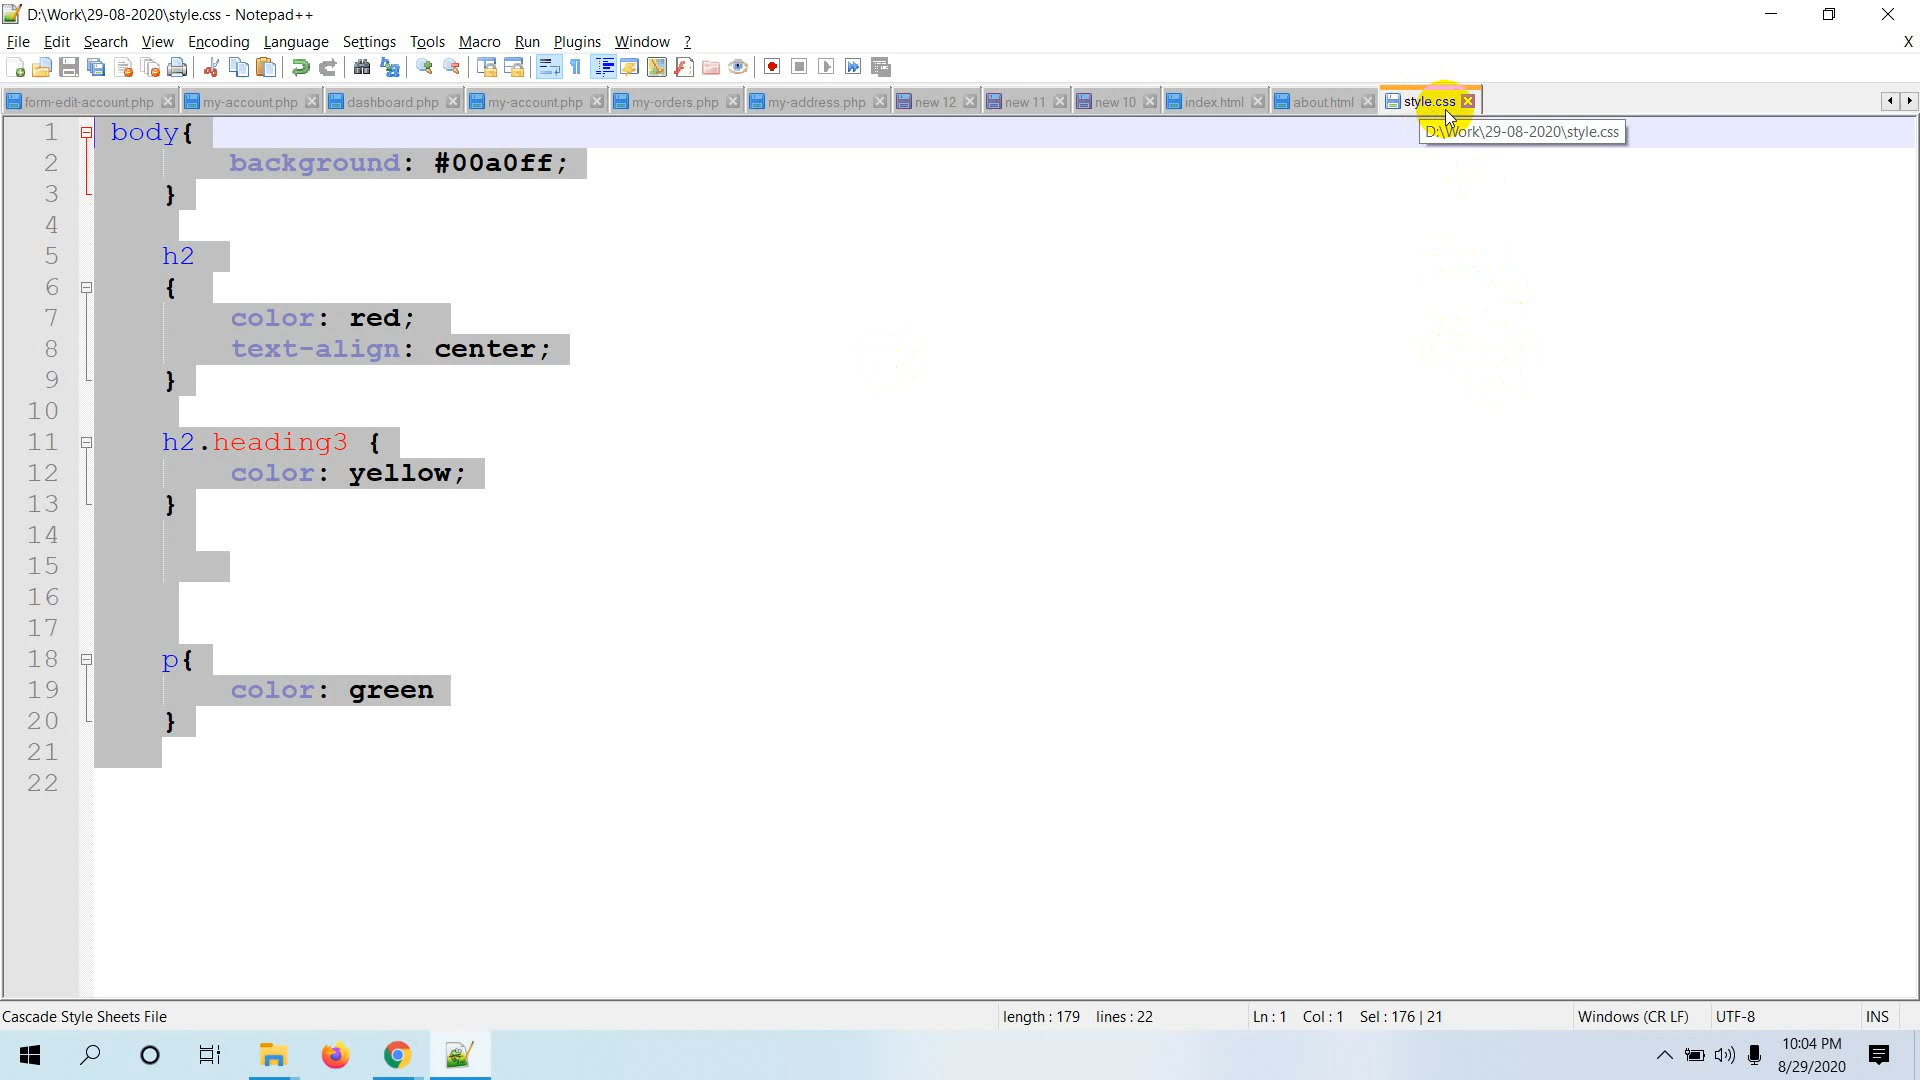 D:\Work\29-08-2020\style.css - Notepad++
File Edit Search View Encoding Language Settings Tools Macro Run Plugins Window ? X
form-edit-account.php my-account.php dashboard.php my-account.php my-orders.php my-address.php new 12 new 11 new 10 index.html about.html style.css
D:\Work\29-08-2020\style.css
1 body{
2 background: #00a0ff;
3 }
4
5 h2
6 {
7 color: red;
8 text-align: center;
9 }
10
11 h2.heading3 {
12 color: yellow;
13 }
14
15
16
17
18 p{
19 color: green
20 }
21
22
Cascade Style Sheets File length : 179 lines : 22 Ln : 1 Col : 1 Sel : 176 | 21 Windows (CR LF) UTF-8 INS
10:04 PM
8/29/2020